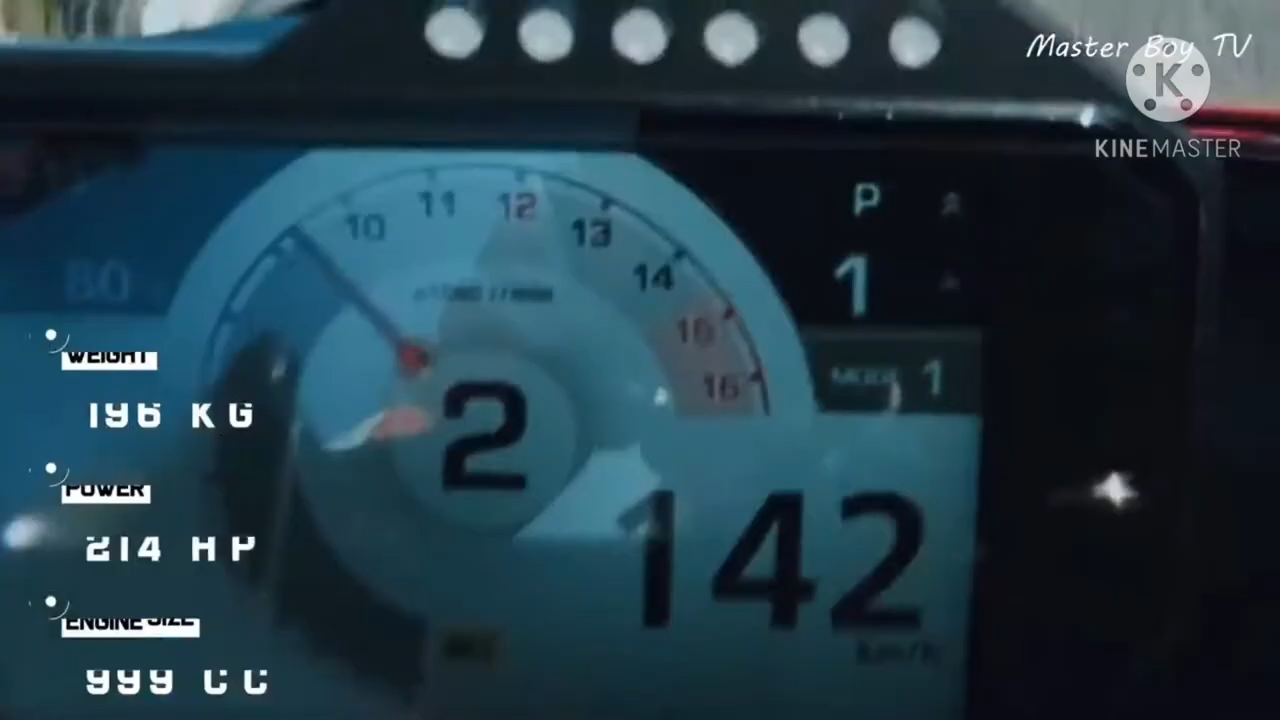 Master Boy TV
K
KINEMASTER
10
11
12
13
14
15
16
80
P
1
MODE 1
2
142
km/h
WEIGHT
196 KG
POWER
214 HP
ENGINE SIZE
999 CC